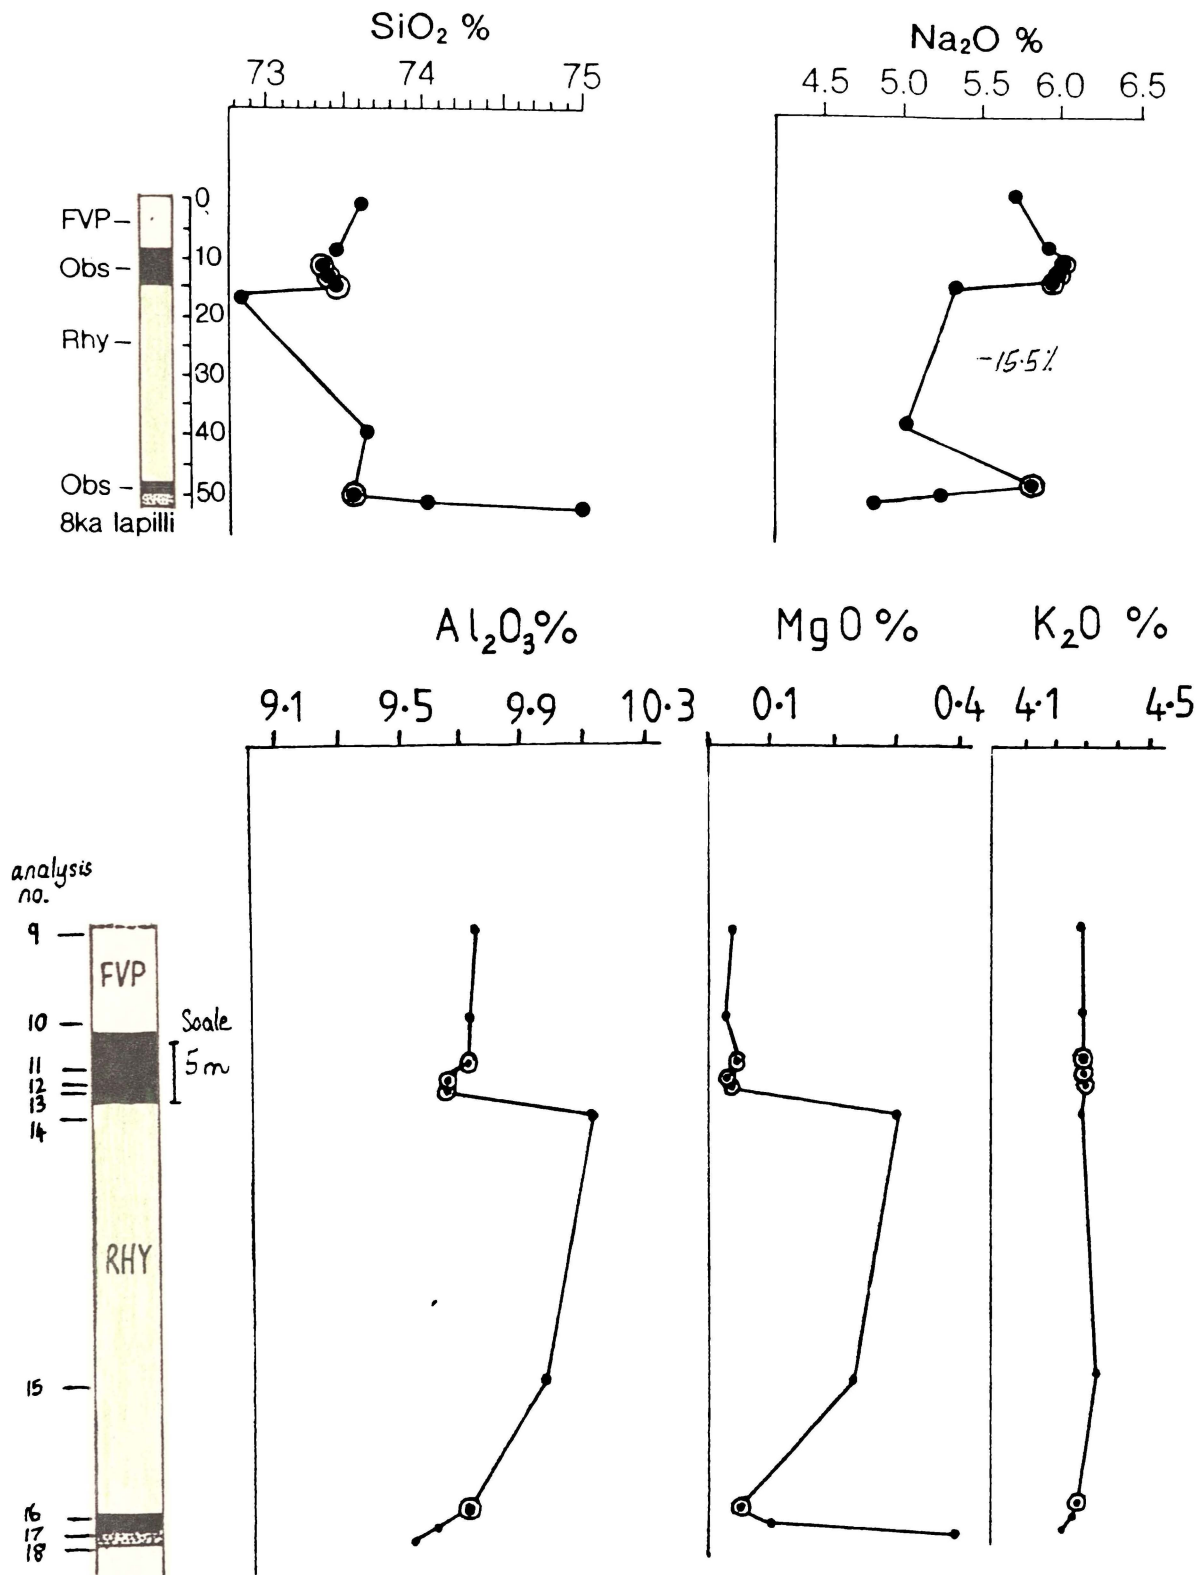 SiO₂ %
73 74 75
Na₂O %
4.5 5.0 5.5 6.0 6.5
0
FVP
10
Obs
20
Rhy
30
-15.5%
40
Obs
50
8ka lapilli
Al₂O₃% MgO % K₂O %
9.1 9.5 9.9 10.3 0.1 0.4 4.1 4.5
analysis
no.
9
FVP
10
Scale
5m
11
12
13
14
RHY
15
16
17
18